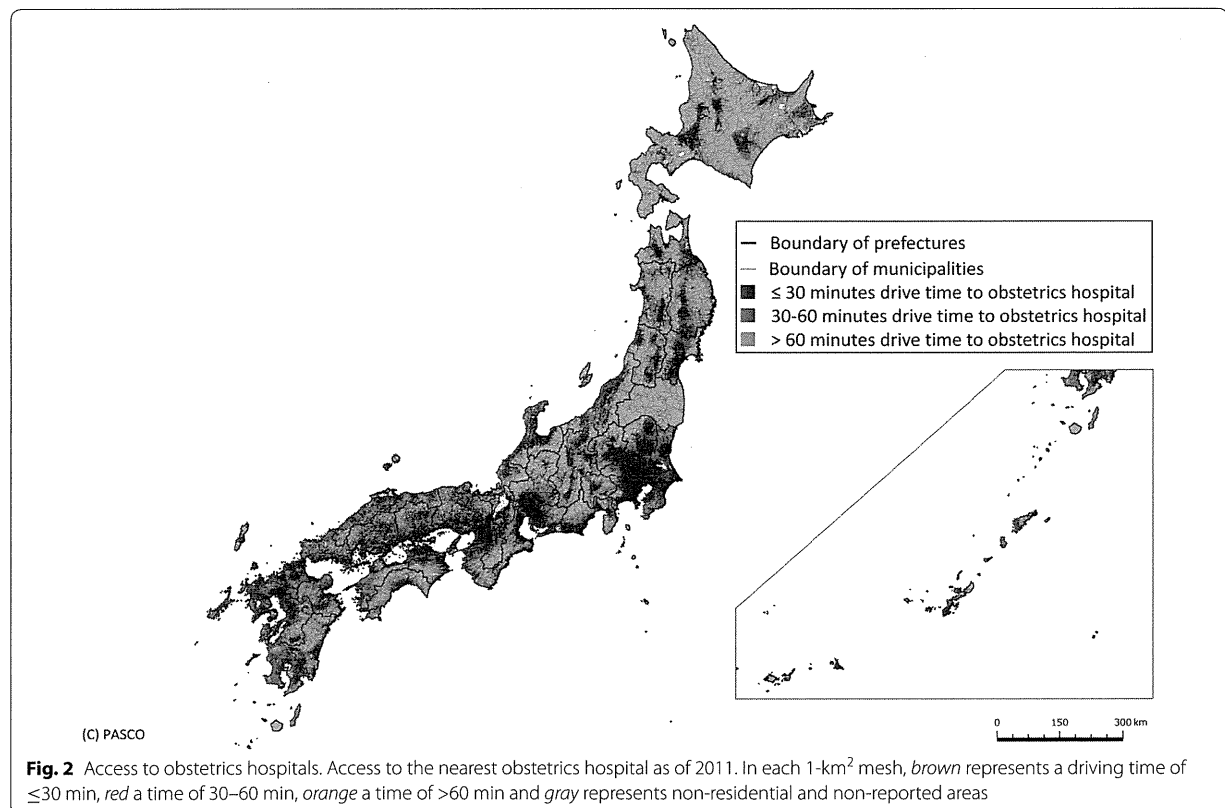 Boundary of prefectures
Boundary of municipalities
≤ 30 minutes drive time to obstetrics hospital
30-60 minutes drive time to obstetrics hospital
> 60 minutes drive time to obstetrics hospital
(C) PASCO
0 150 300 km
Fig. 2 Access to obstetrics hospitals. Access to the nearest obstetrics hospital as of 2011. In each 1-km² mesh, brown represents a driving time of
≤30 min, red a time of 30–60 min, orange a time of >60 min and gray represents non-residential and non-reported areas